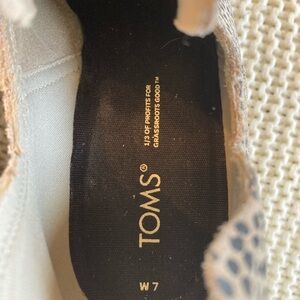 1/3 OF PROFITS FOR
GRASSROOTS GOOD™
TOMS®
W 7